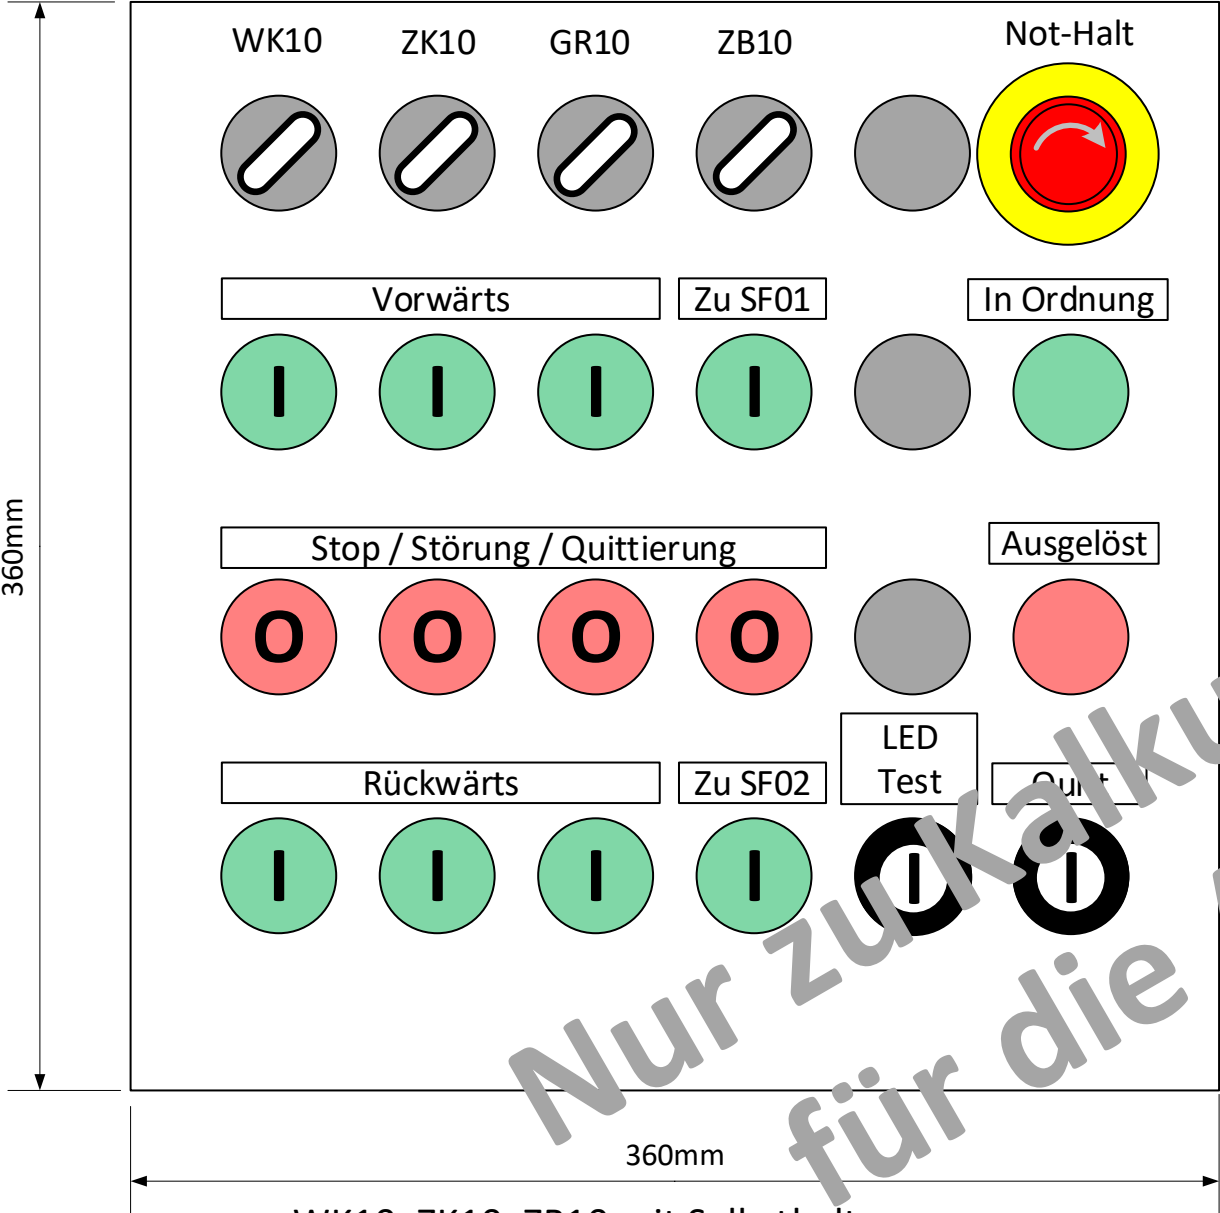 WK10 ZK10 GR10 ZB10 Not-Halt
Vorwärts Zu SF01 In Ordnung
I I I I
360mm
Stop / Störung / Quittierung Ausgelöst
O O O O
LED
Test
Rückwärts Zu SF02
I I I I I I
Nur zu
für die
360mm